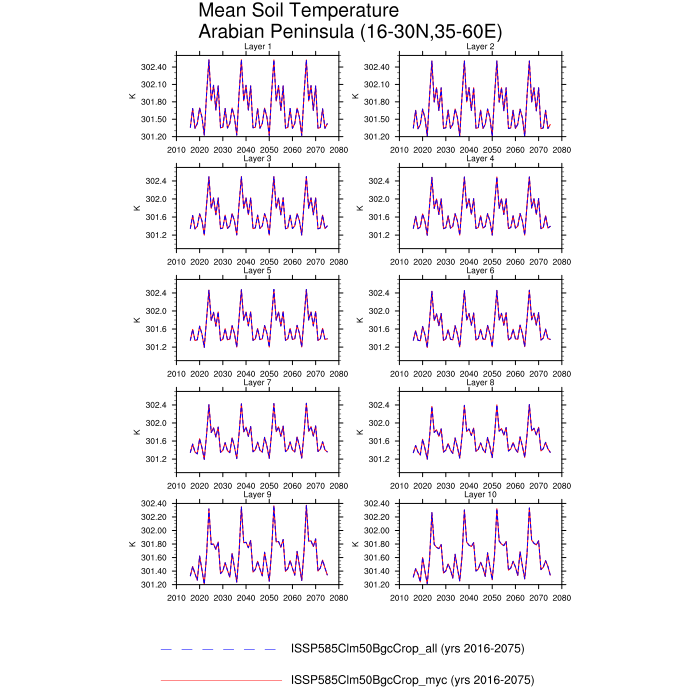 Mean Soil Temperature
Arabian Peninsula (16-30N,35-60E)
Layer 1
Layer 2
302.40
302.10
301.80
301.50
301.20
K
2010 2020 2030 2040 2050 2060 2070 2080
302.40
302.10
301.80
301.50
301.20
K
2010 2020 2030 2040 2050 2060 2070 2080
Layer 3
Layer 4
302.4
302.0
301.6
301.2
K
2010 2020 2030 2040 2050 2060 2070 2080
302.4
302.0
301.6
301.2
K
2010 2020 2030 2040 2050 2060 2070 2080
Layer 5
Layer 6
302.4
302.0
301.6
301.2
K
2010 2020 2030 2040 2050 2060 2070 2080
302.4
302.0
301.6
301.2
K
2010 2020 2030 2040 2050 2060 2070 2080
Layer 7
Layer 8
302.4
302.0
301.6
301.2
K
2010 2020 2030 2040 2050 2060 2070 2080
302.4
302.0
301.6
301.2
K
2010 2020 2030 2040 2050 2060 2070 2080
Layer 9
Layer 10
302.40
302.20
302.00
301.80
301.60
301.40
301.20
K
2010 2020 2030 2040 2050 2060 2070 2080
302.40
302.20
302.00
301.80
301.60
301.40
301.20
K
2010 2020 2030 2040 2050 2060 2070 2080
ISSP585Clm50BgcCrop_all (yrs 2016-2075)
ISSP585Clm50BgcCrop_myc (yrs 2016-2075)